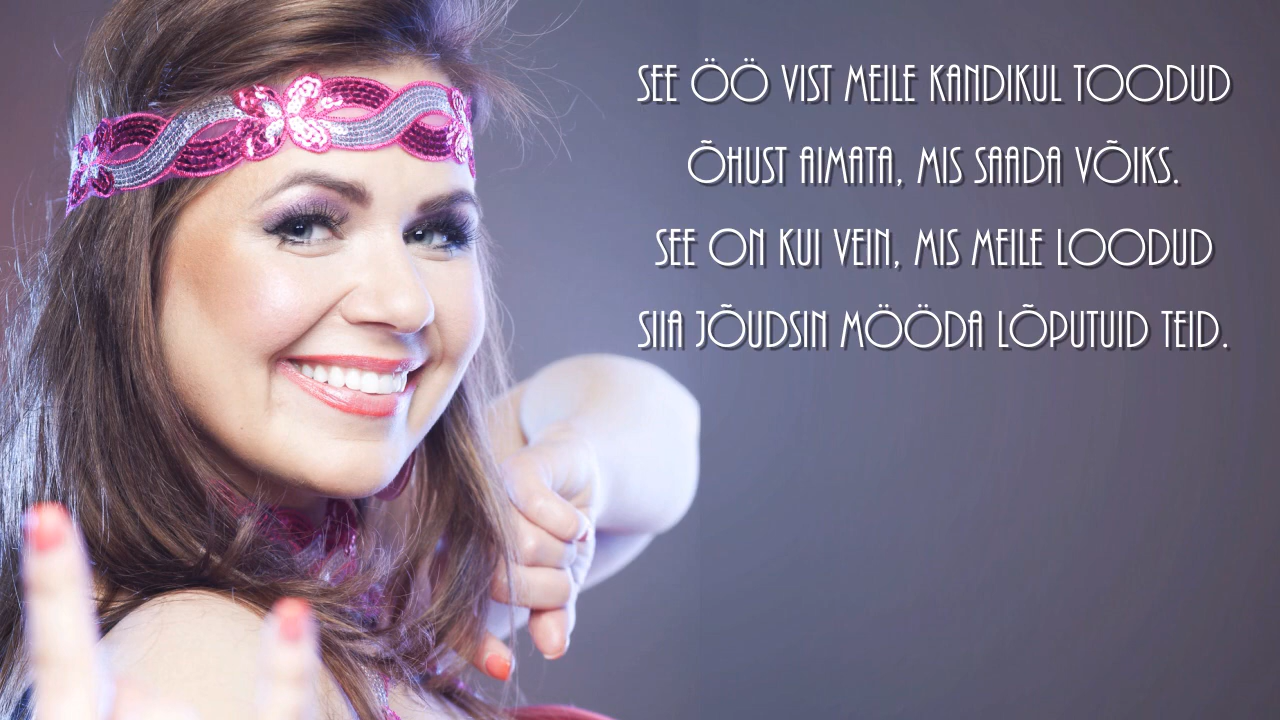 SEE ÖÖ VIST MEILE KANDIKUL TOODUD
ÕHUST AIMATA, MIS SAADA VÕIKS.
SEE ON KUI VEIN, MIS MEILE LOODUD
SIIA JÕUDSIN MÖÖDA LÕPUTUID TEID.